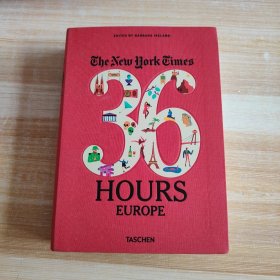 EDITED BY BARBARA IRELAND
The New York Times
36
HOURS
EUROPE
TASCHEN